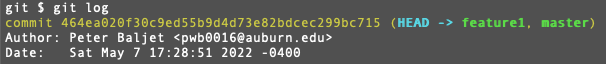 git $ git log
commit 464ea020f30c9ed55b9d4d73e82bdcec299bc715 (HEAD -> feature1, master)
Author: Peter Baljet <pwb0016@auburn.edu>
Date:   Sat May 7 17:28:51 2022 -0400